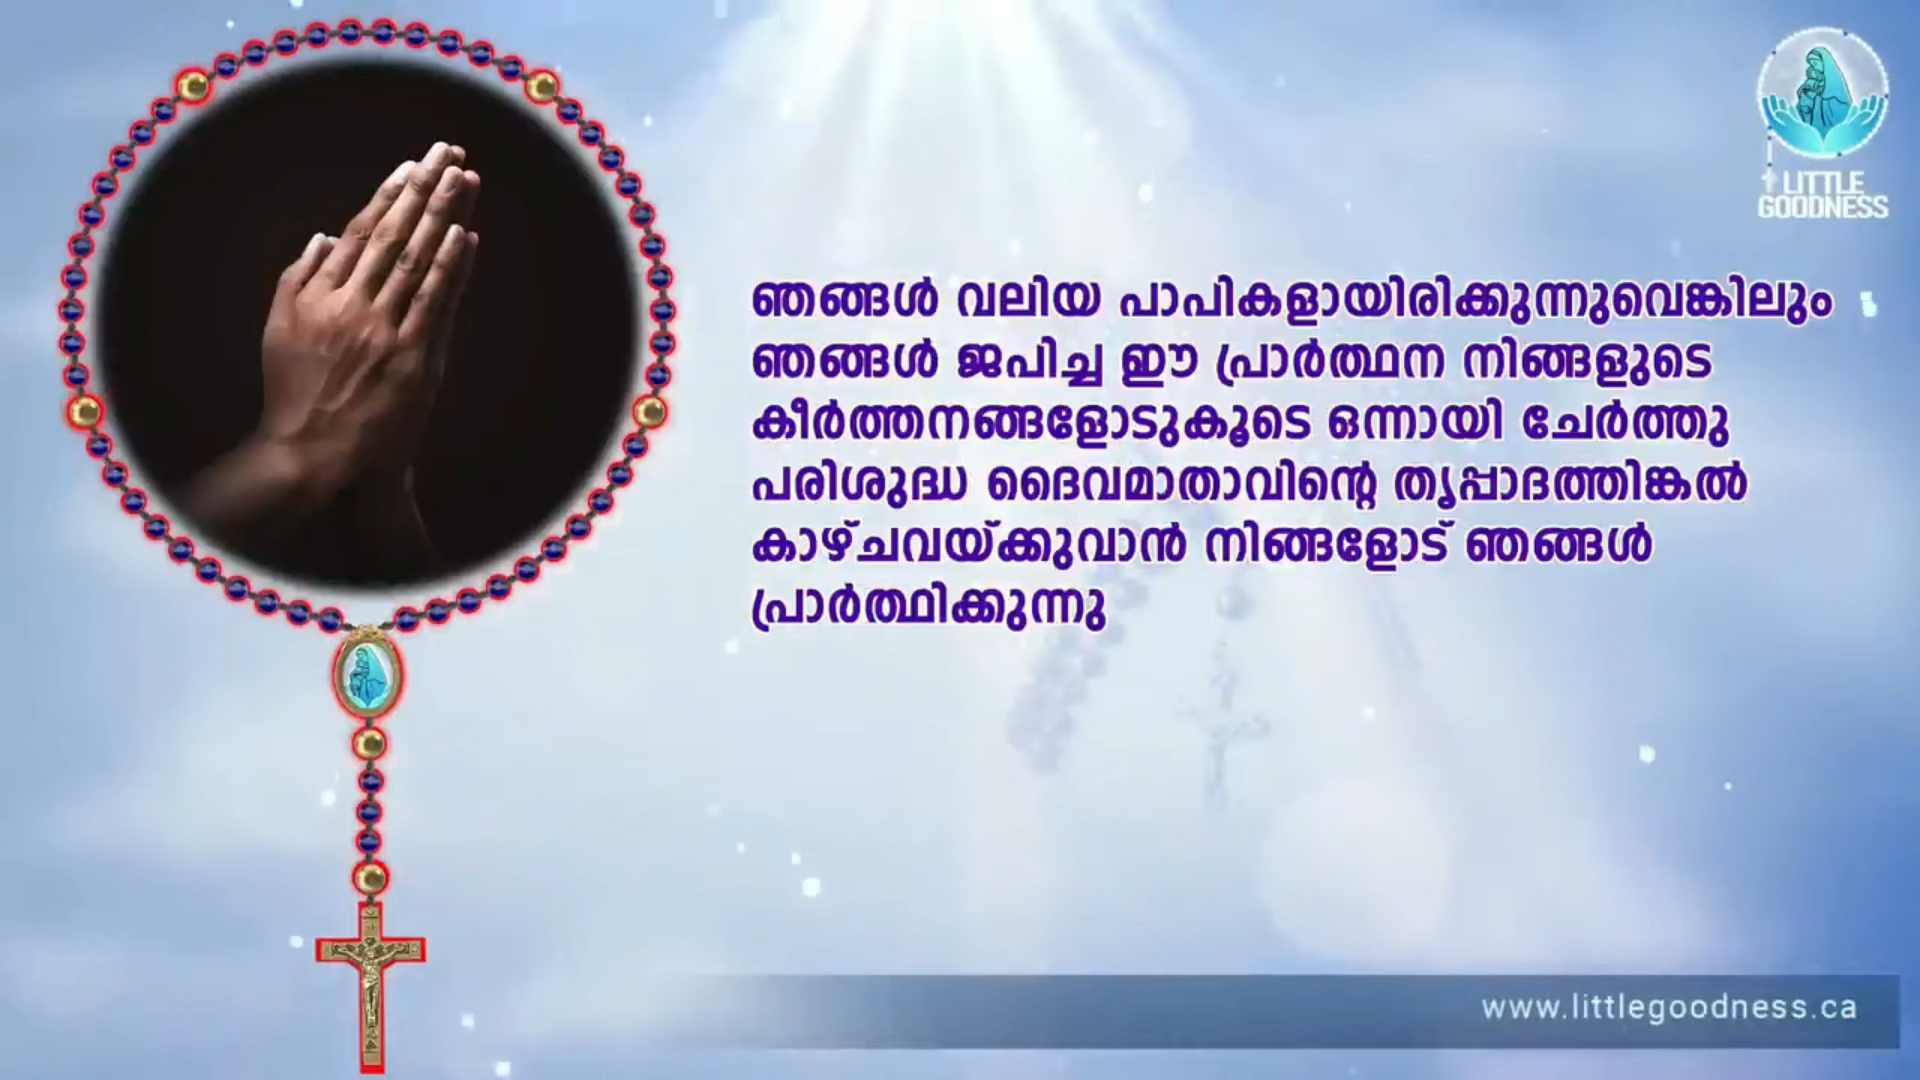 LITTLE
GOODNESS
ഞങ്ങൾ വലിയ പാപികളായിരിക്കുന്നുവെങ്കിലും
ഞങ്ങൾ ജപിച്ച ഈ പ്രാർത്ഥന നിങ്ങളുടെ
കീർത്തനങ്ങളോടുകൂടെ ഒന്നായി ചേർത്തു
പരിശുദ്ധ ദൈവമാതാവിന്റെ തൃപ്പാദത്തിങ്കൽ
കാഴ്ചവയ്ക്കുവാൻ നിങ്ങളോട് ഞങ്ങൾ
പ്രാർത്ഥിക്കുന്നു
www.littlegoodness.ca